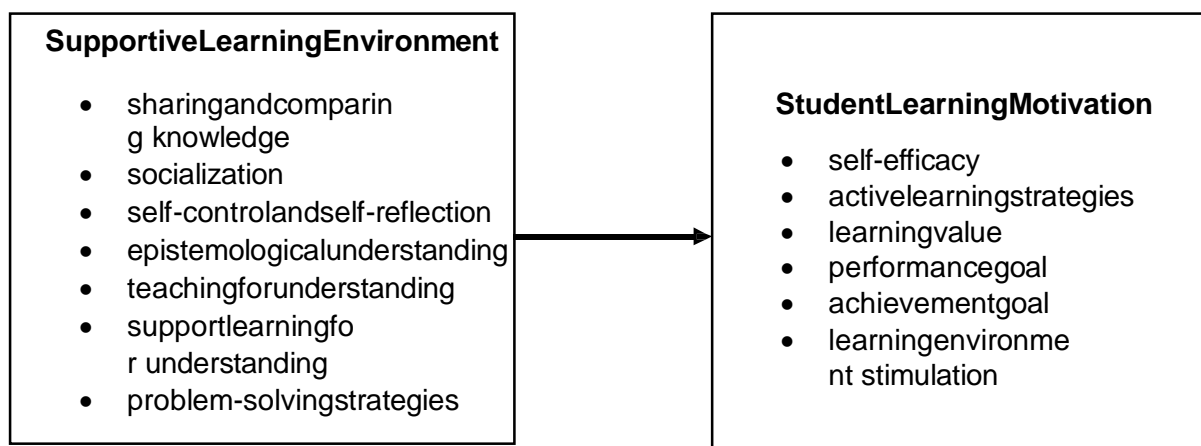 SupportiveLearningEnvironment
• sharingandcomparin
g knowledge
• socialization
• self-controlandself-reflection
• epistemologicalunderstanding
• teachingforunderstanding
• supportlearningfo
r understanding
• problem-solvingstrategies
StudentLearningMotivation
• self-efficacy
• activelearningstrategies
• learningvalue
• performancegoal
• achievementgoal
• learningenvironme
nt stimulation